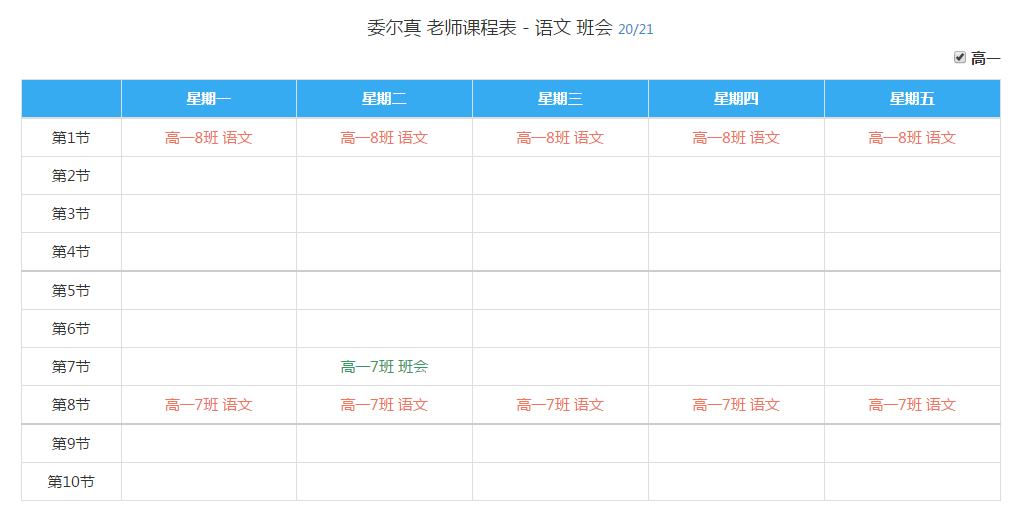 委尔真 老师课程表 - 语文 班会 20/21
高一
星期一 星期二 星期三 星期四 星期五
第1节 高一8班 语文 高一8班 语文 高一8班 语文 高一8班 语文 高一8班 语文
第2节
第3节
第4节
第5节
第6节
第7节 高一7班 班会
第8节 高一7班 语文 高一7班 语文 高一7班 语文 高一7班 语文 高一7班 语文
第9节
第10节